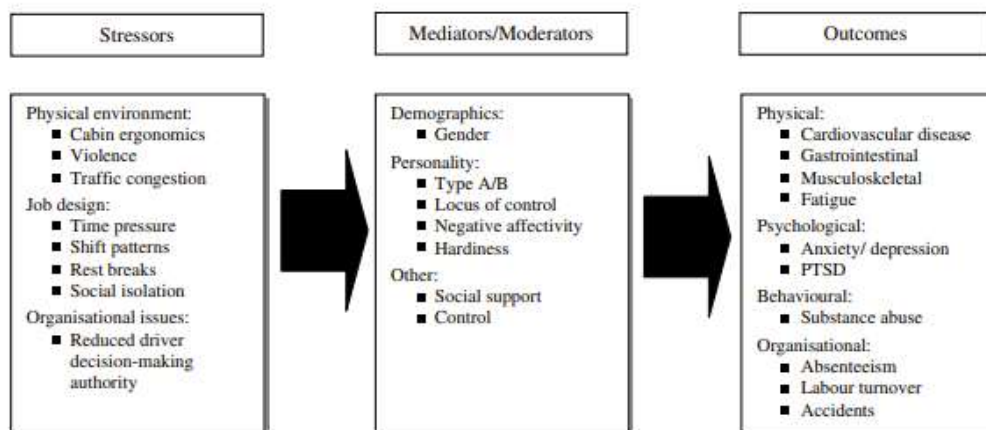 Stressors
Mediators/Moderators
Outcomes
Physical environment:
■ Cabin ergonomics
■ Violence
■ Traffic congestion
Job design:
■ Time pressure
■ Shift patterns
■ Rest breaks
■ Social isolation
Organisational issues:
■ Reduced driver
decision-making
authority
Demographics:
■ Gender
Personality:
■ Type A/B
■ Locus of control
■ Negative affectivity
■ Hardiness
Other:
■ Social support
■ Control
Physical:
■ Cardiovascular disease
■ Gastrointestinal
■ Musculoskeletal
■ Fatigue
Psychological:
■ Anxiety/ depression
■ PTSD
Behavioural:
■ Substance abuse
Organisational:
■ Absenteeism
■ Labour turnover
■ Accidents